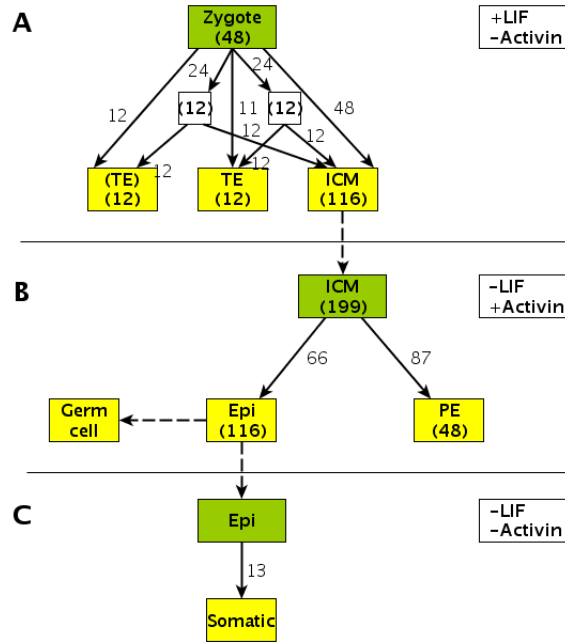 A
Zygote
(48)
+LIF
−Activin
24
24
12
(12)
11
(12)
48
12
12
12
12
(TE)
(12)
TE
(12)
ICM
(116)
B
ICM
(199)
−LIF
+Activin
66
87
Germ
cell
Epi
(116)
PE
(48)
C
Epi
−LIF
−Activin
13
Somatic